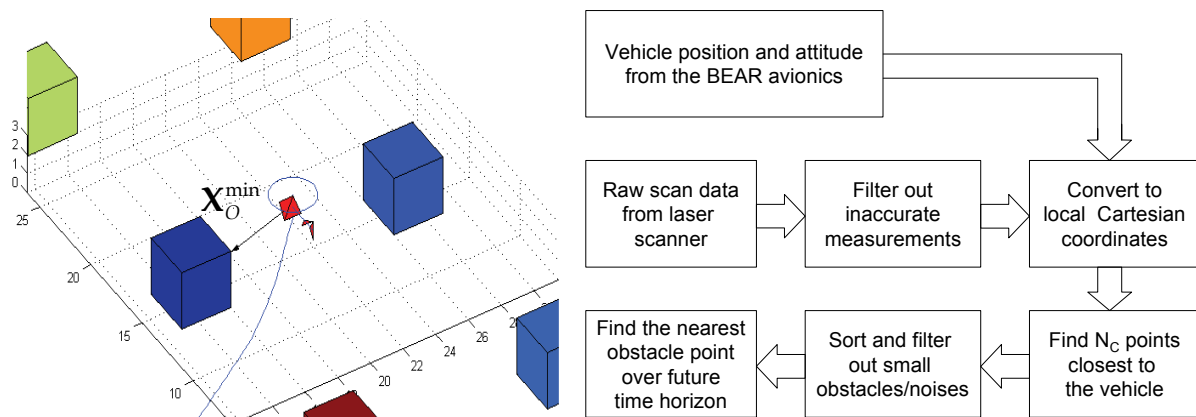 3
2
1
0
25
20
15
10
X_O^min
18
20
22
24
26
28
Vehicle position and attitude
from the BEAR avionics
Raw scan data
from laser
scanner
Filter out
inaccurate
measurements
Convert to
local Cartesian
coordinates
Find the nearest
obstacle point
over future
time horizon
Sort and filter
out small
obstacles/noises
Find N_C points
closest to
the vehicle